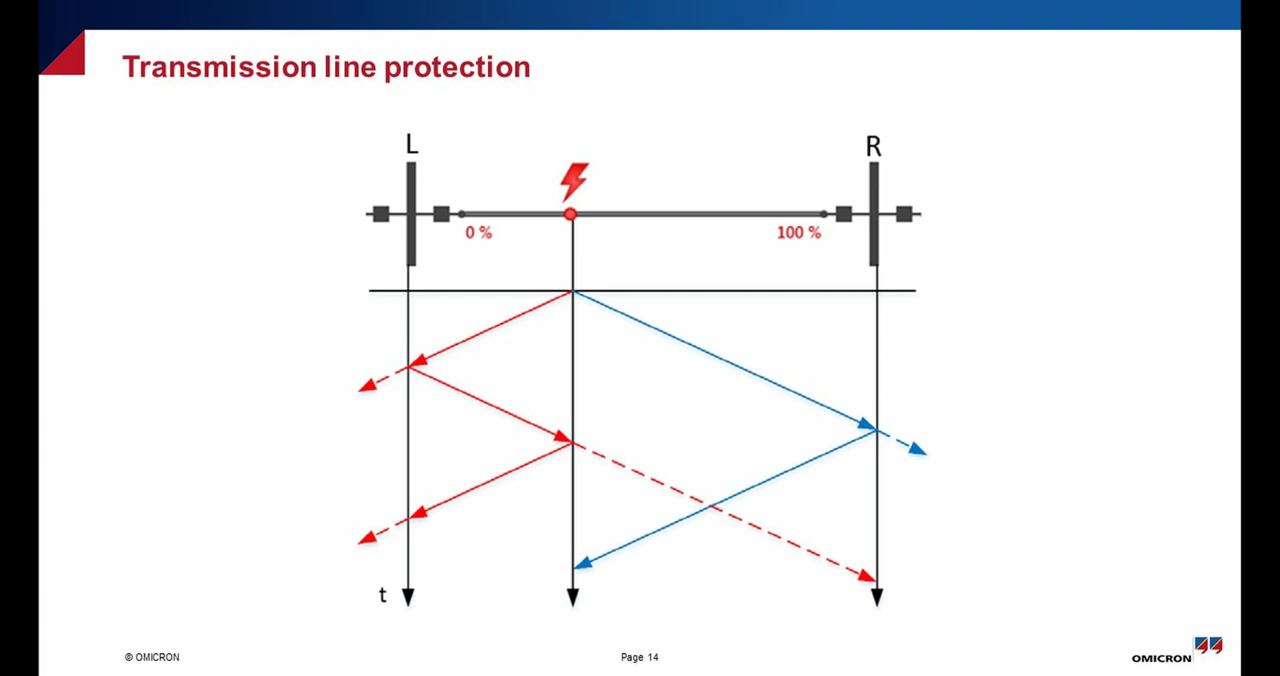 Transmission line protection
L
R
0 %
100 %
t
© OMICRON
Page 14
OMICRON